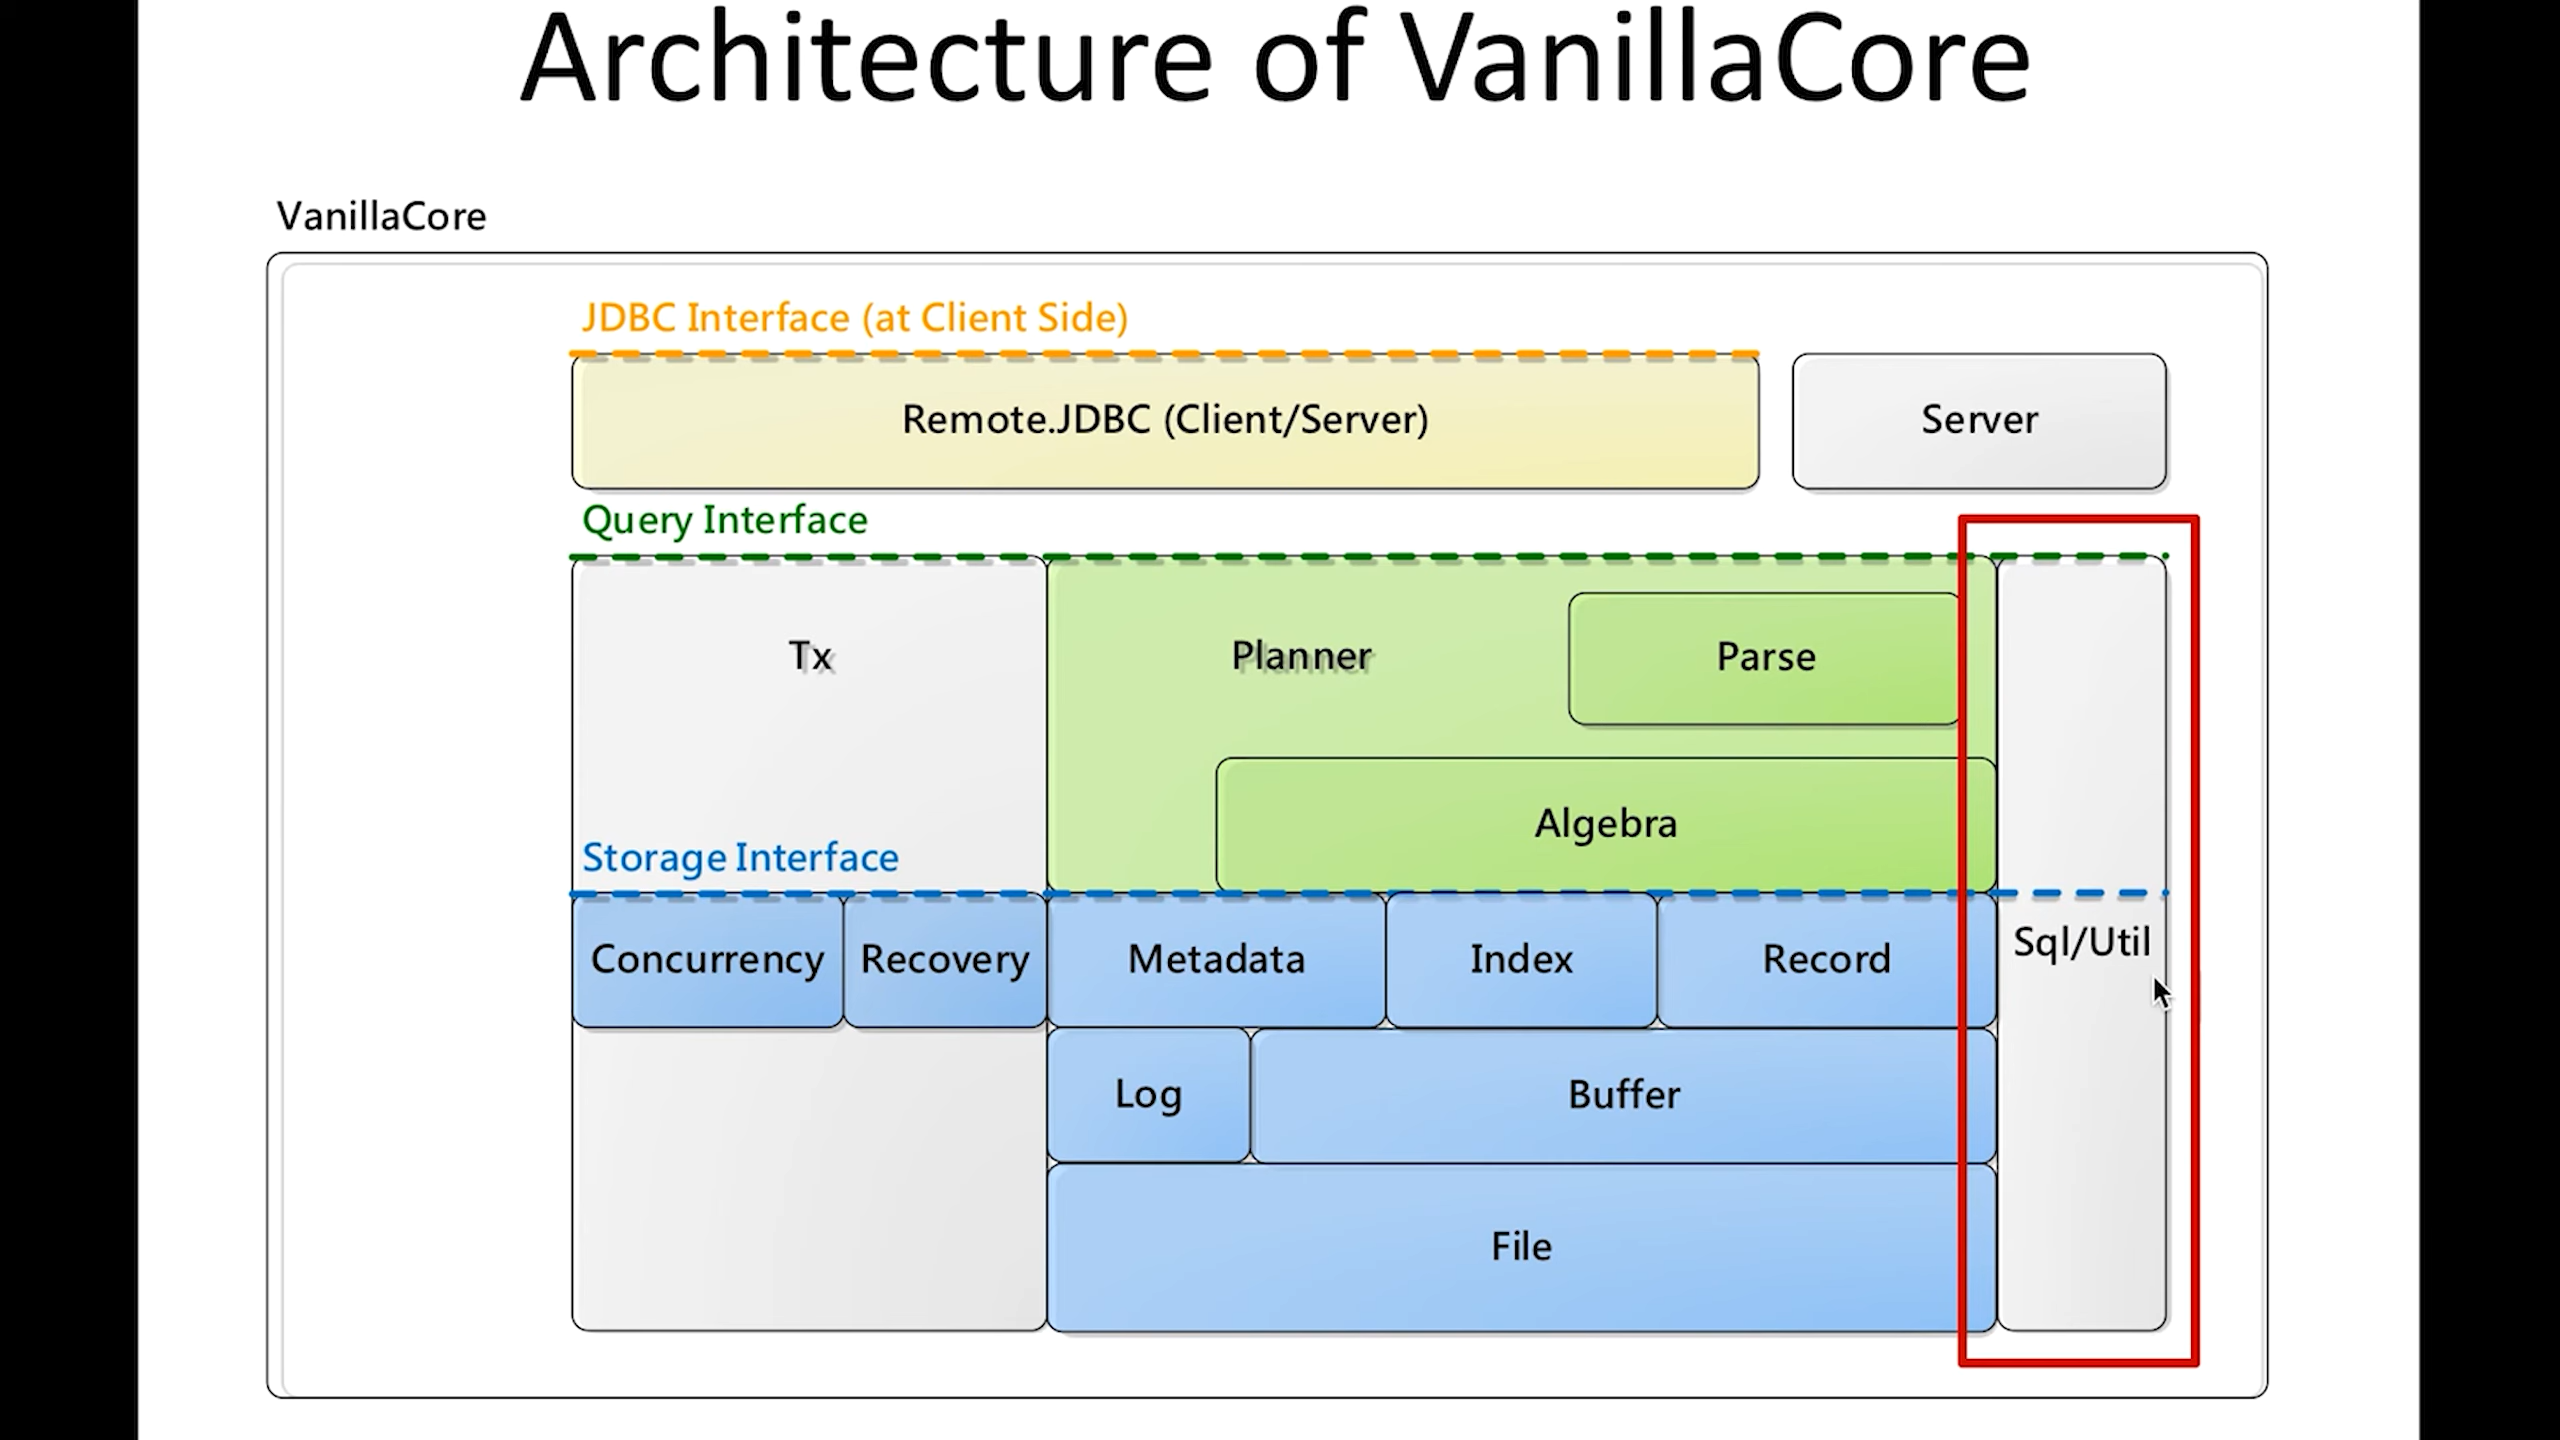 Architecture of VanillaCore
VanillaCore
JDBC Interface (at Client Side)
Remote.JDBC (Client/Server)
Server
Query Interface
Tx
Planner
Parse
Algebra
Storage Interface
Concurrency
Recovery
Metadata
Index
Record
Sql/Util
Log
Buffer
File